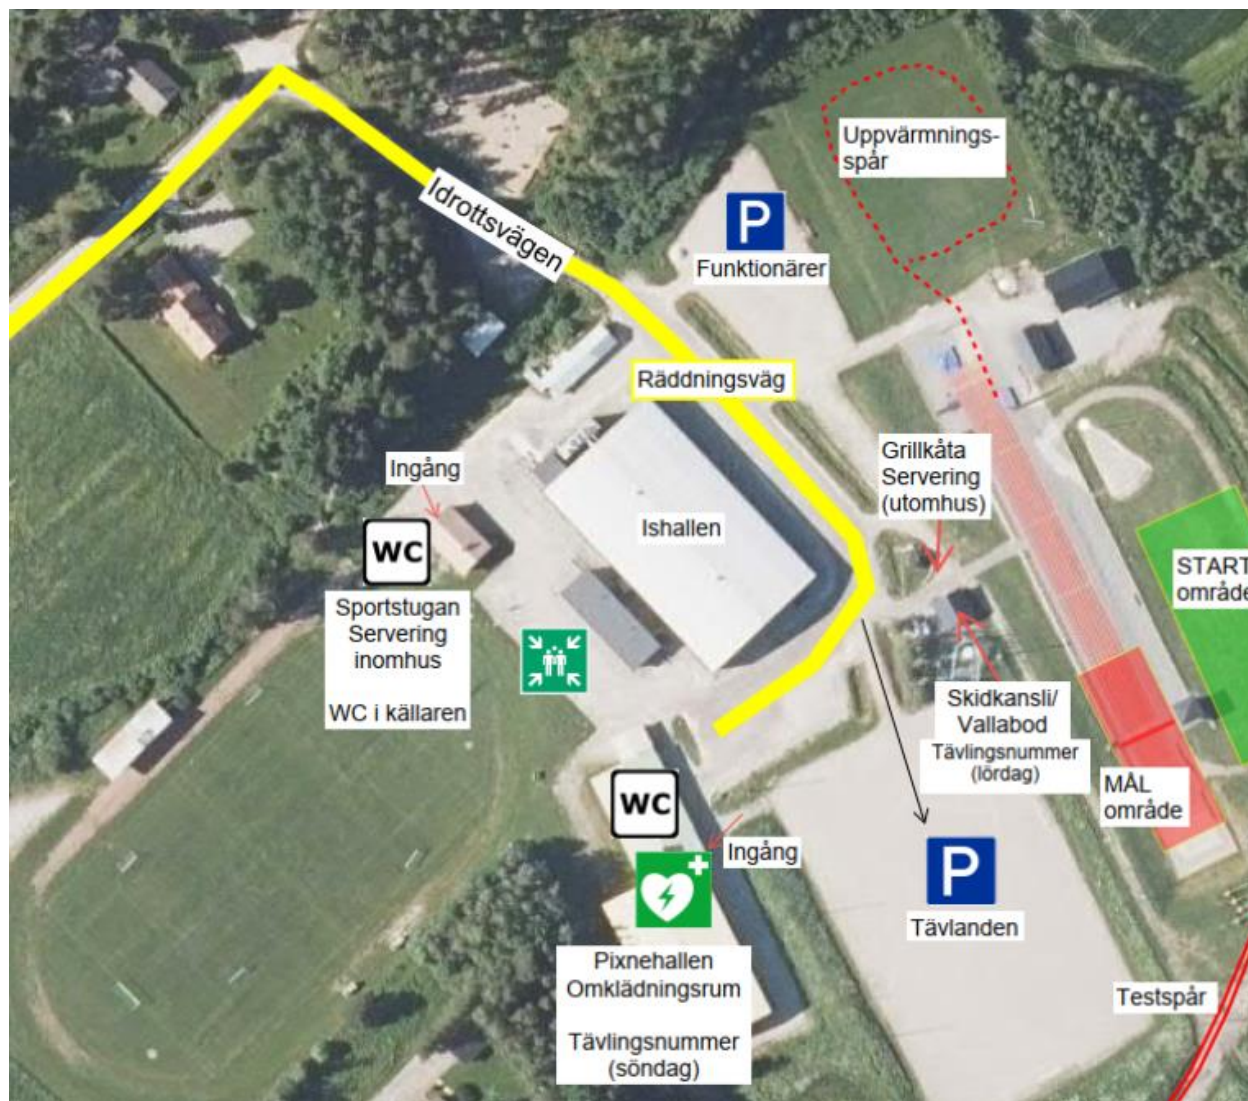 Uppvärmnings-
spår
P
Funktionärer
Idrottsvägen
Räddningsväg
Ingång
Grillkåta
Servering
(utomhus)
Ishallen
WC
START
område
Sportstugan
Servering
inomhus
WC i källaren
Skidkansli/
Vallabod
Tävlingsnummer
(lördag)
MÅL
område
WC
Ingång
P
Tävlanden
Pixnehallen
Omklädningsrum
Tävlingsnummer
(söndag)
Testspår